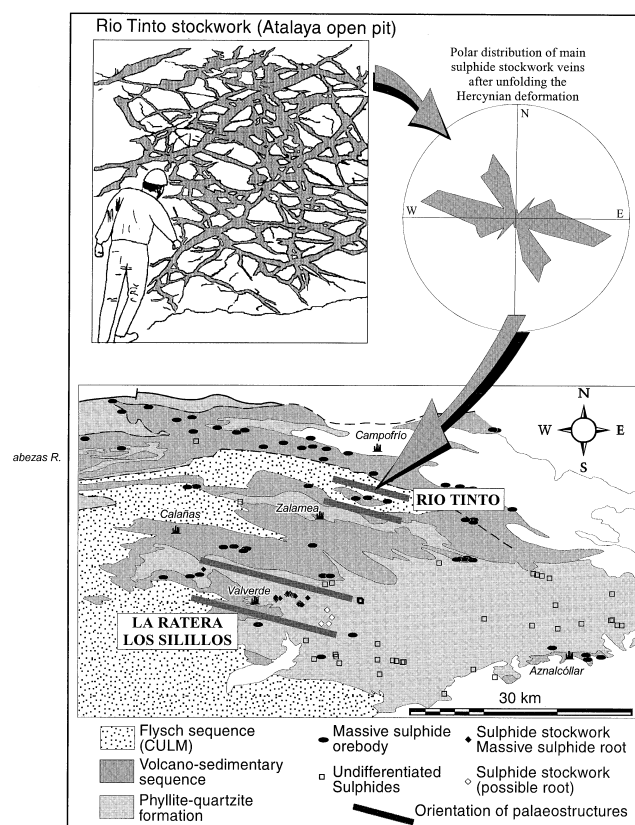 Rio Tinto stockwork (Atalaya open pit)
Polar distribution of main
sulphide stockwork veins
after unfolding the
Hercynian deformation
N
W
E
N
W
E
S
Campofrío
abezas R.
RIO TINTO
Zalamea
Calañas
Valverde
LA RATERA
LOS SILILLOS
Aznalcóllar
30 km
Flysch sequence
(CULM)
Volcano-sedimentary
sequence
Phyllite-quartzite
formation
Massive sulphide
orebody
Undifferentiated
Sulphides
Sulphide stockwork
Massive sulphide root
Sulphide stockwork
(possible root)
Orientation of palaeostructures